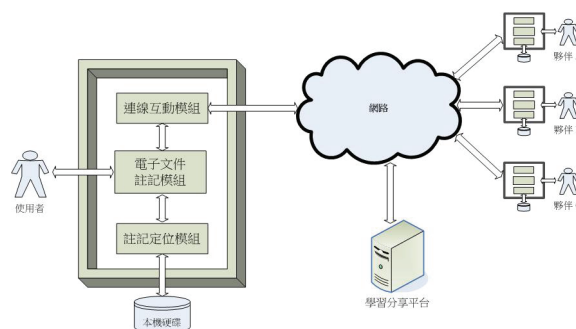 連線互動模組
電子文件
註記模組
註記定位模組
本機硬碟
使用者
網路
學習分享平台
夥伴
夥伴
夥伴